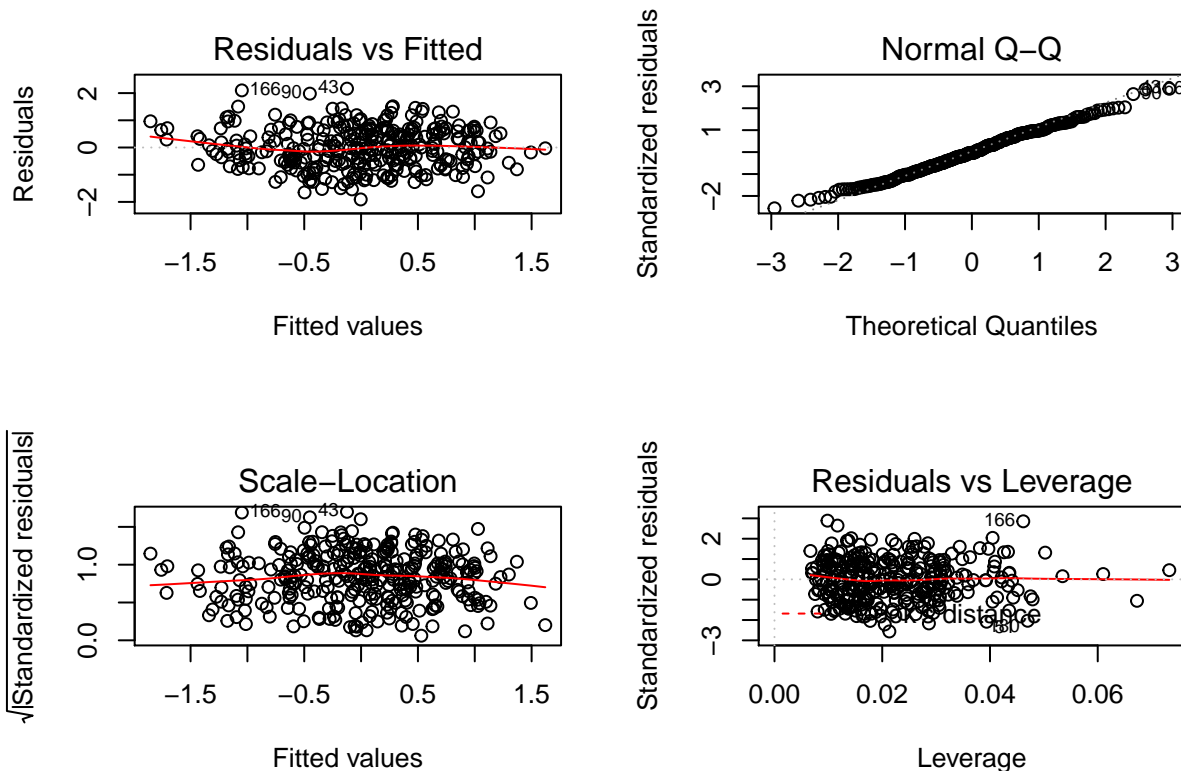 Residuals vs Fitted
Residuals
2
0
−2
166
90
43
−1.5 −0.5 0.5 1.5
Fitted values
Normal Q−Q
Standardized residuals
3
1
−2
−3 −2 −1 0 1 2 3
Theoretical Quantiles
Scale−Location
√|Standardized residuals|
1.0
0.0
166
90
43
−1.5 −0.5 0.5 1.5
Fitted values
Residuals vs Leverage
Standardized residuals
2
0
−3
166
distance
0.00 0.02 0.04 0.06
Leverage